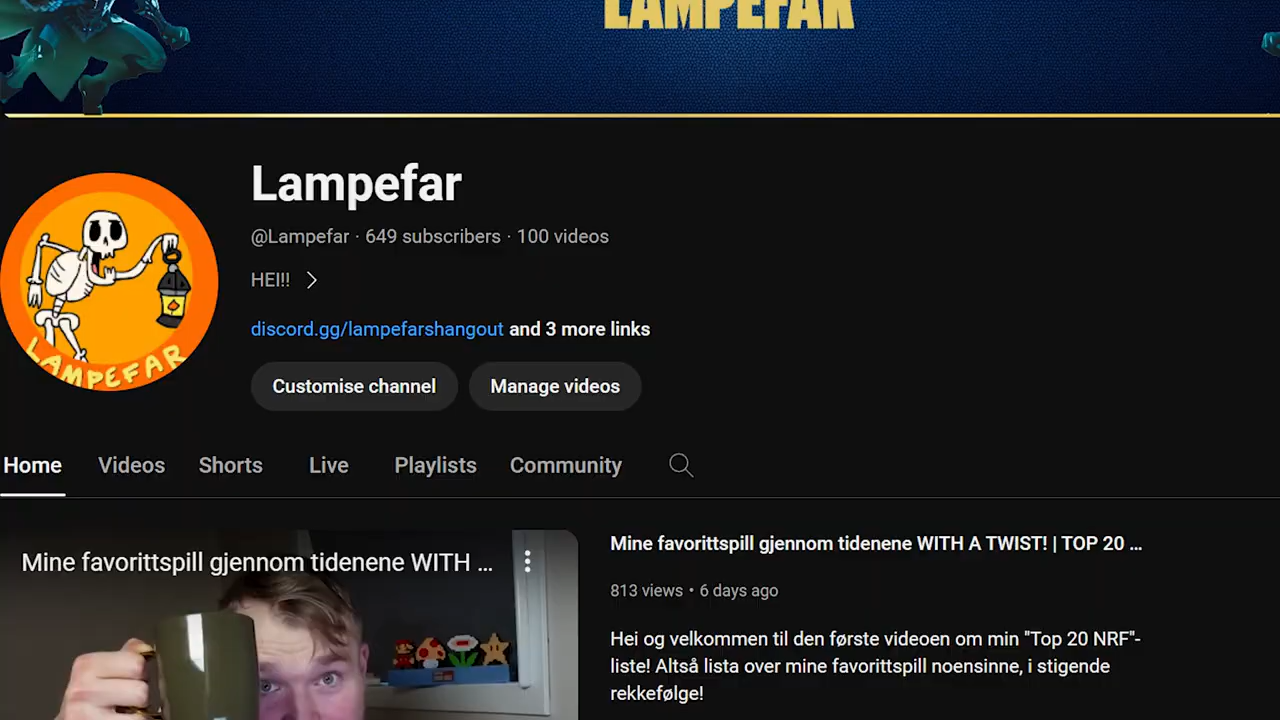 LAMPEFAR
Lampefar
@Lampefar · 649 subscribers · 100 videos
HEI!!
discord.gg/lampefarshangout and 3 more links
Customise channel Manage videos
LAMPEFAR
Home Videos Shorts Live Playlists Community
Mine favorittspill gjennom tidenene WITH ...
Mine favorittspill gjennom tidenene WITH A TWIST! | TOP 20 ...
813 views • 6 days ago
Hei og velkommen til den første videoen om min "Top 20 NRF"-
liste! Altså lista over mine favorittspill noensinne, i stigende
rekkefølge!